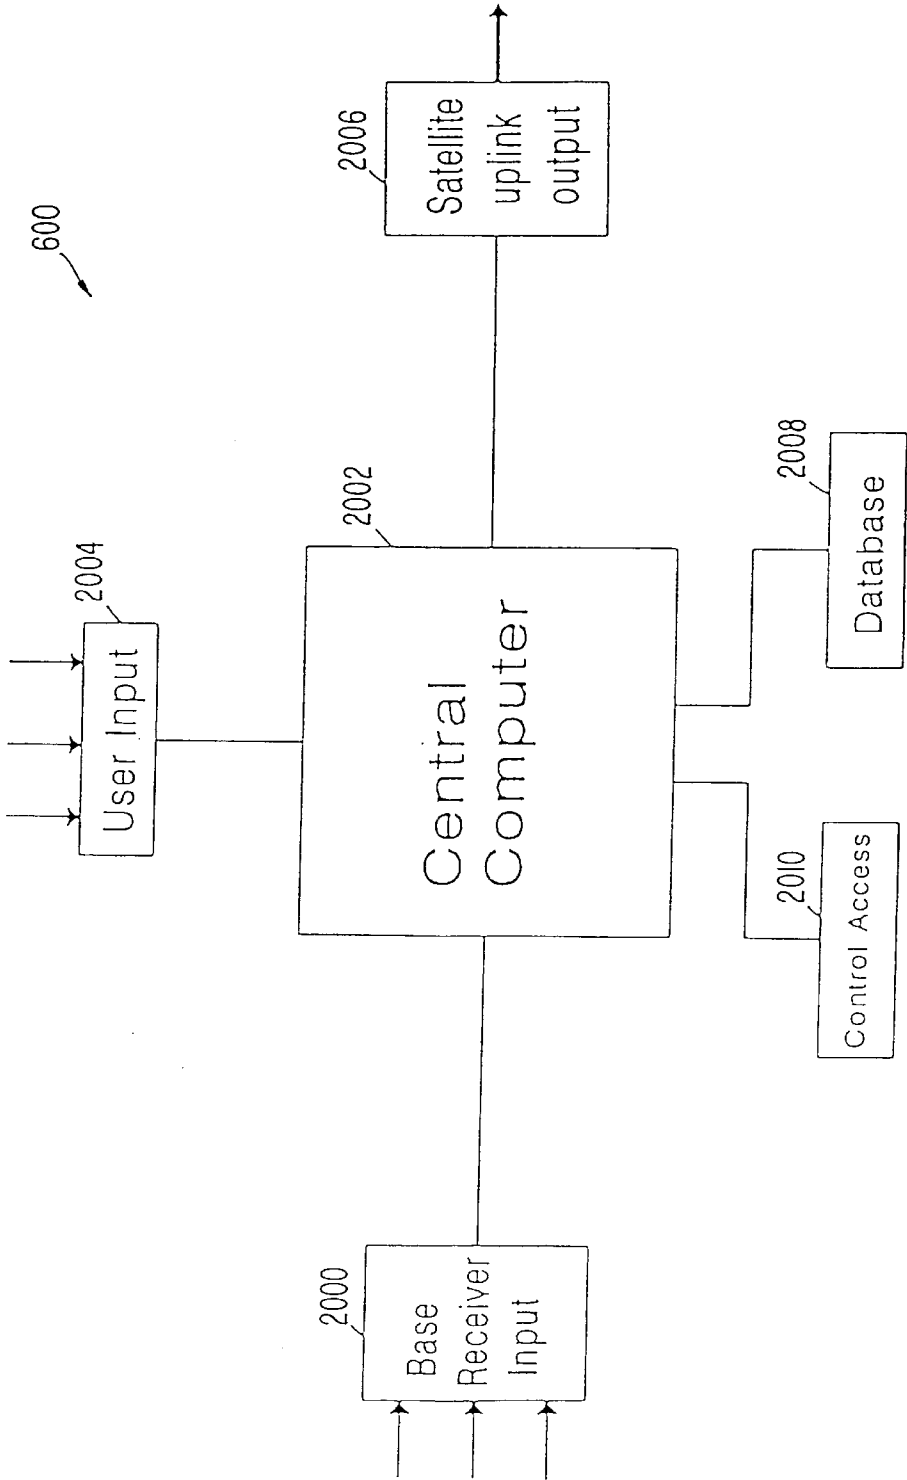 600
2004
User Input
2002
Central
Computer
2000
Base
Receiver
Input
2006
Satellite
uplink
output
2010
Control Access
2008
Database